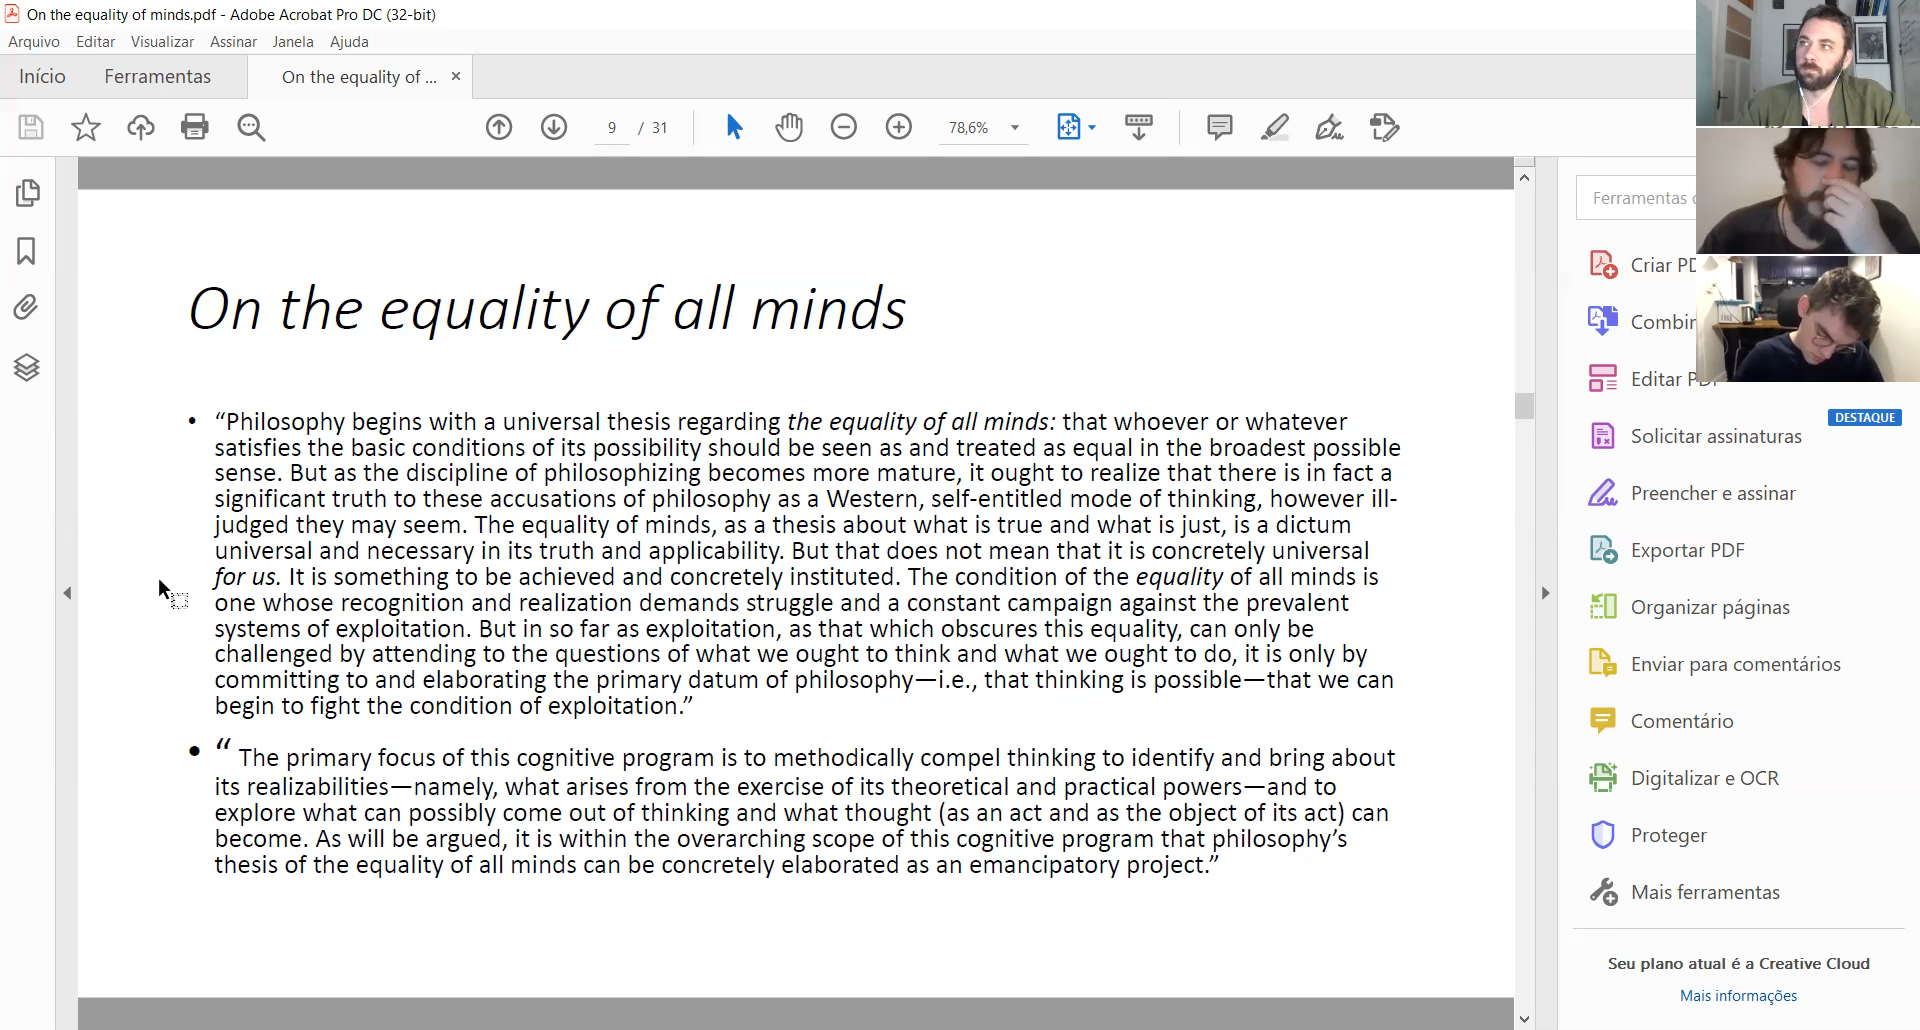 On the equality of minds.pdf - Adobe Acrobat Pro DC (32-bit)
Arquivo Editar Visualizar Assinar Janela Ajuda
Início Ferramentas On the equality of ... ×
9 / 31 78,6%
Ferramentas
On the equality of all minds
• “Philosophy begins with a universal thesis regarding the equality of all minds: that whoever or whatever
satisfies the basic conditions of its possibility should be seen as and treated as equal in the broadest possible
sense. But as the discipline of philosophizing becomes more mature, it ought to realize that there is in fact a
significant truth to these accusations of philosophy as a Western, self-entitled mode of thinking, however ill-
judged they may seem. The equality of minds, as a thesis about what is true and what is just, is a dictum
universal and necessary in its truth and applicability. But that does not mean that it is concretely universal
for us. It is something to be achieved and concretely instituted. The condition of the equality of all minds is
one whose recognition and realization demands struggle and a constant campaign against the prevalent
systems of exploitation. But in so far as exploitation, as that which obscures this equality, can only be
challenged by attending to the questions of what we ought to think and what we ought to do, it is only by
committing to and elaborating the primary datum of philosophy—i.e., that thinking is possible—that we can
begin to fight the condition of exploitation.”
• “ The primary focus of this cognitive program is to methodically compel thinking to identify and bring about
its realizabilities—namely, what arises from the exercise of its theoretical and practical powers—and to
explore what can possibly come out of thinking and what thought (as an act and as the object of its act) can
become. As will be argued, it is within the overarching scope of this cognitive program that philosophy’s
thesis of the equality of all minds can be concretely elaborated as an emancipatory project.”
Criar PD
Combin
Editar PDF
DESTAQUE
Solicitar assinaturas
Preencher e assinar
Exportar PDF
Organizar páginas
Enviar para comentários
Comentário
Digitalizar e OCR
Proteger
Mais ferramentas
Seu plano atual é a Creative Cloud
Mais informações